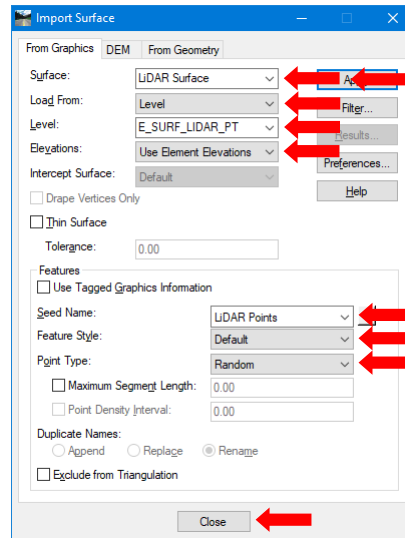 Import Surface
From Graphics DEM From Geometry
Surface: LiDAR Surface
Load From: Level Filter...
Level: E_SURF_LIDAR_PT Results...
Elevations: Use Element Elevations Preferences...
Intercept Surface: Default Help
Drape Vertices Only
Thin Surface
Tolerance: 0.00
Features
Use Tagged Graphics Information
Seed Name: LiDAR Points
Feature Style: Default
Point Type: Random
Maximum Segment Length: 0.00
Point Density Interval: 0.00
Duplicate Names:
Append Replace Rename
Exclude from Triangulation
Close